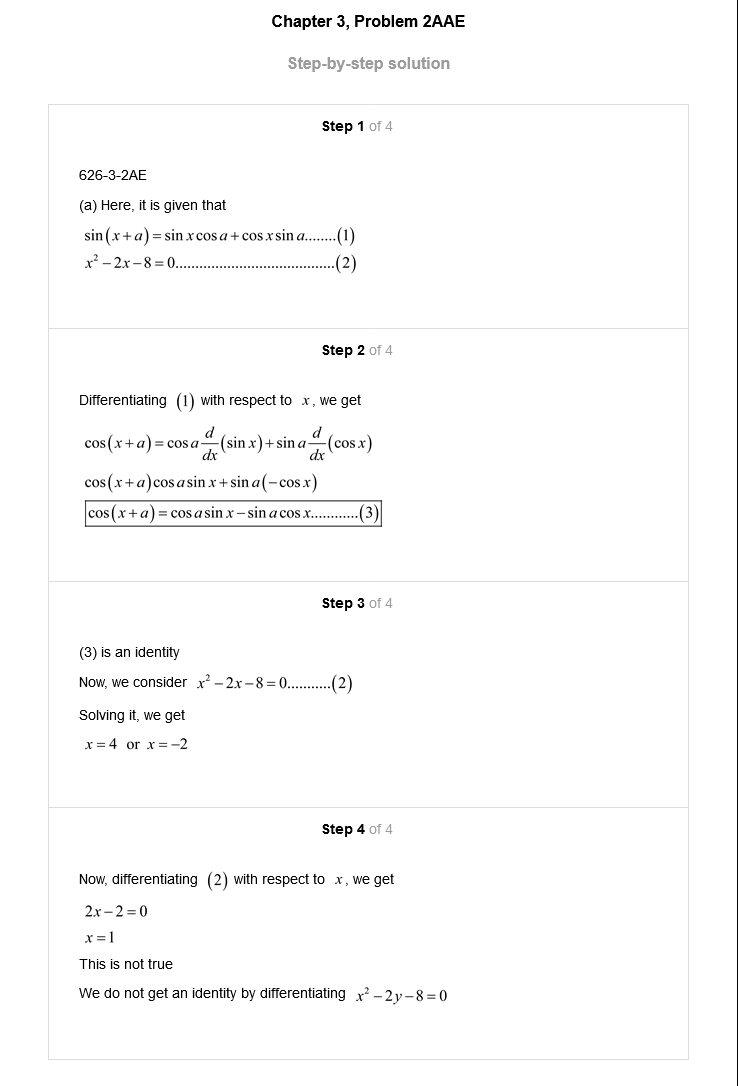 Chapter 3, Problem 2AAE
Step-by-step solution
Step 1 of 4
626-3-2AE
(a) Here, it is given that
sin(x+a)=sin x cos a+cos x sin a........(1)
x²−2x−8=0........................................(2)
Step 2 of 4
Differentiating (1) with respect to x, we get
cos(x+a)=cos a d/dx(sin x)+sin a d/dx(cos x)
cos(x+a)cos a sin x+sin a(−cos x)
cos(x+a)=cos a sin x−sin a cos x............(3)
Step 3 of 4
(3) is an identity
Now, we consider x²−2x−8=0...........(2)
Solving it, we get
x=4 or x=−2
Step 4 of 4
Now, differentiating (2) with respect to x, we get
2x−2=0
x=1
This is not true
We do not get an identity by differentiating x²−2y−8=0